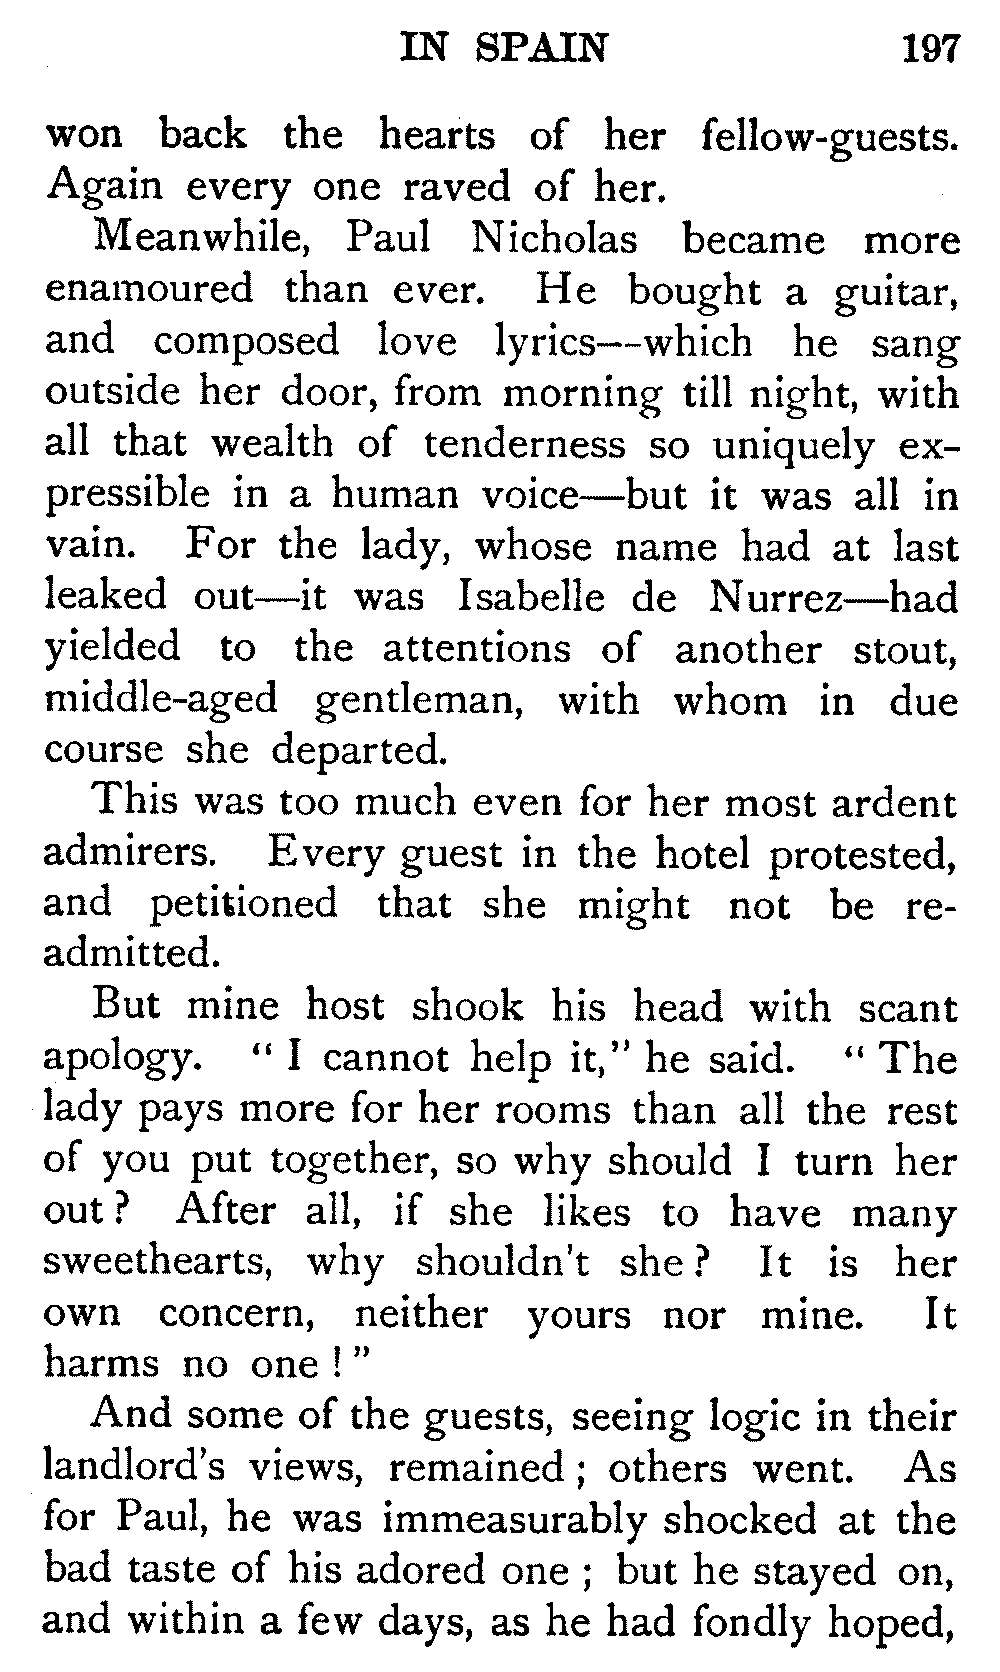 IN SPAIN 197
won back the hearts of her fellow-guests.
Again every one raved of her.
Meanwhile, Paul Nicholas became more
enamoured than ever. He bought a guitar,
and composed love lyrics—which he sang
outside her door, from morning till night, with
all that wealth of tenderness so uniquely ex-
pressible in a human voice—but it was all in
vain. For the lady, whose name had at last
leaked out—it was Isabelle de Nurrez—had
yielded to the attentions of another stout,
middle-aged gentleman, with whom in due
course she departed.
This was too much even for her most ardent
admirers. Every guest in the hotel protested,
and petitioned that she might not be re-
admitted.
But mine host shook his head with scant
apology. “ I cannot help it,” he said. “ The
lady pays more for her rooms than all the rest
of you put together, so why should I turn her
out ? After all, if she likes to have many
sweethearts, why shouldn't she ? It is her
own concern, neither yours nor mine. It
harms no one ! ”
And some of the guests, seeing logic in their
landlord's views, remained ; others went. As
for Paul, he was immeasurably shocked at the
bad taste of his adored one ; but he stayed on,
and within a few days, as he had fondly hoped,